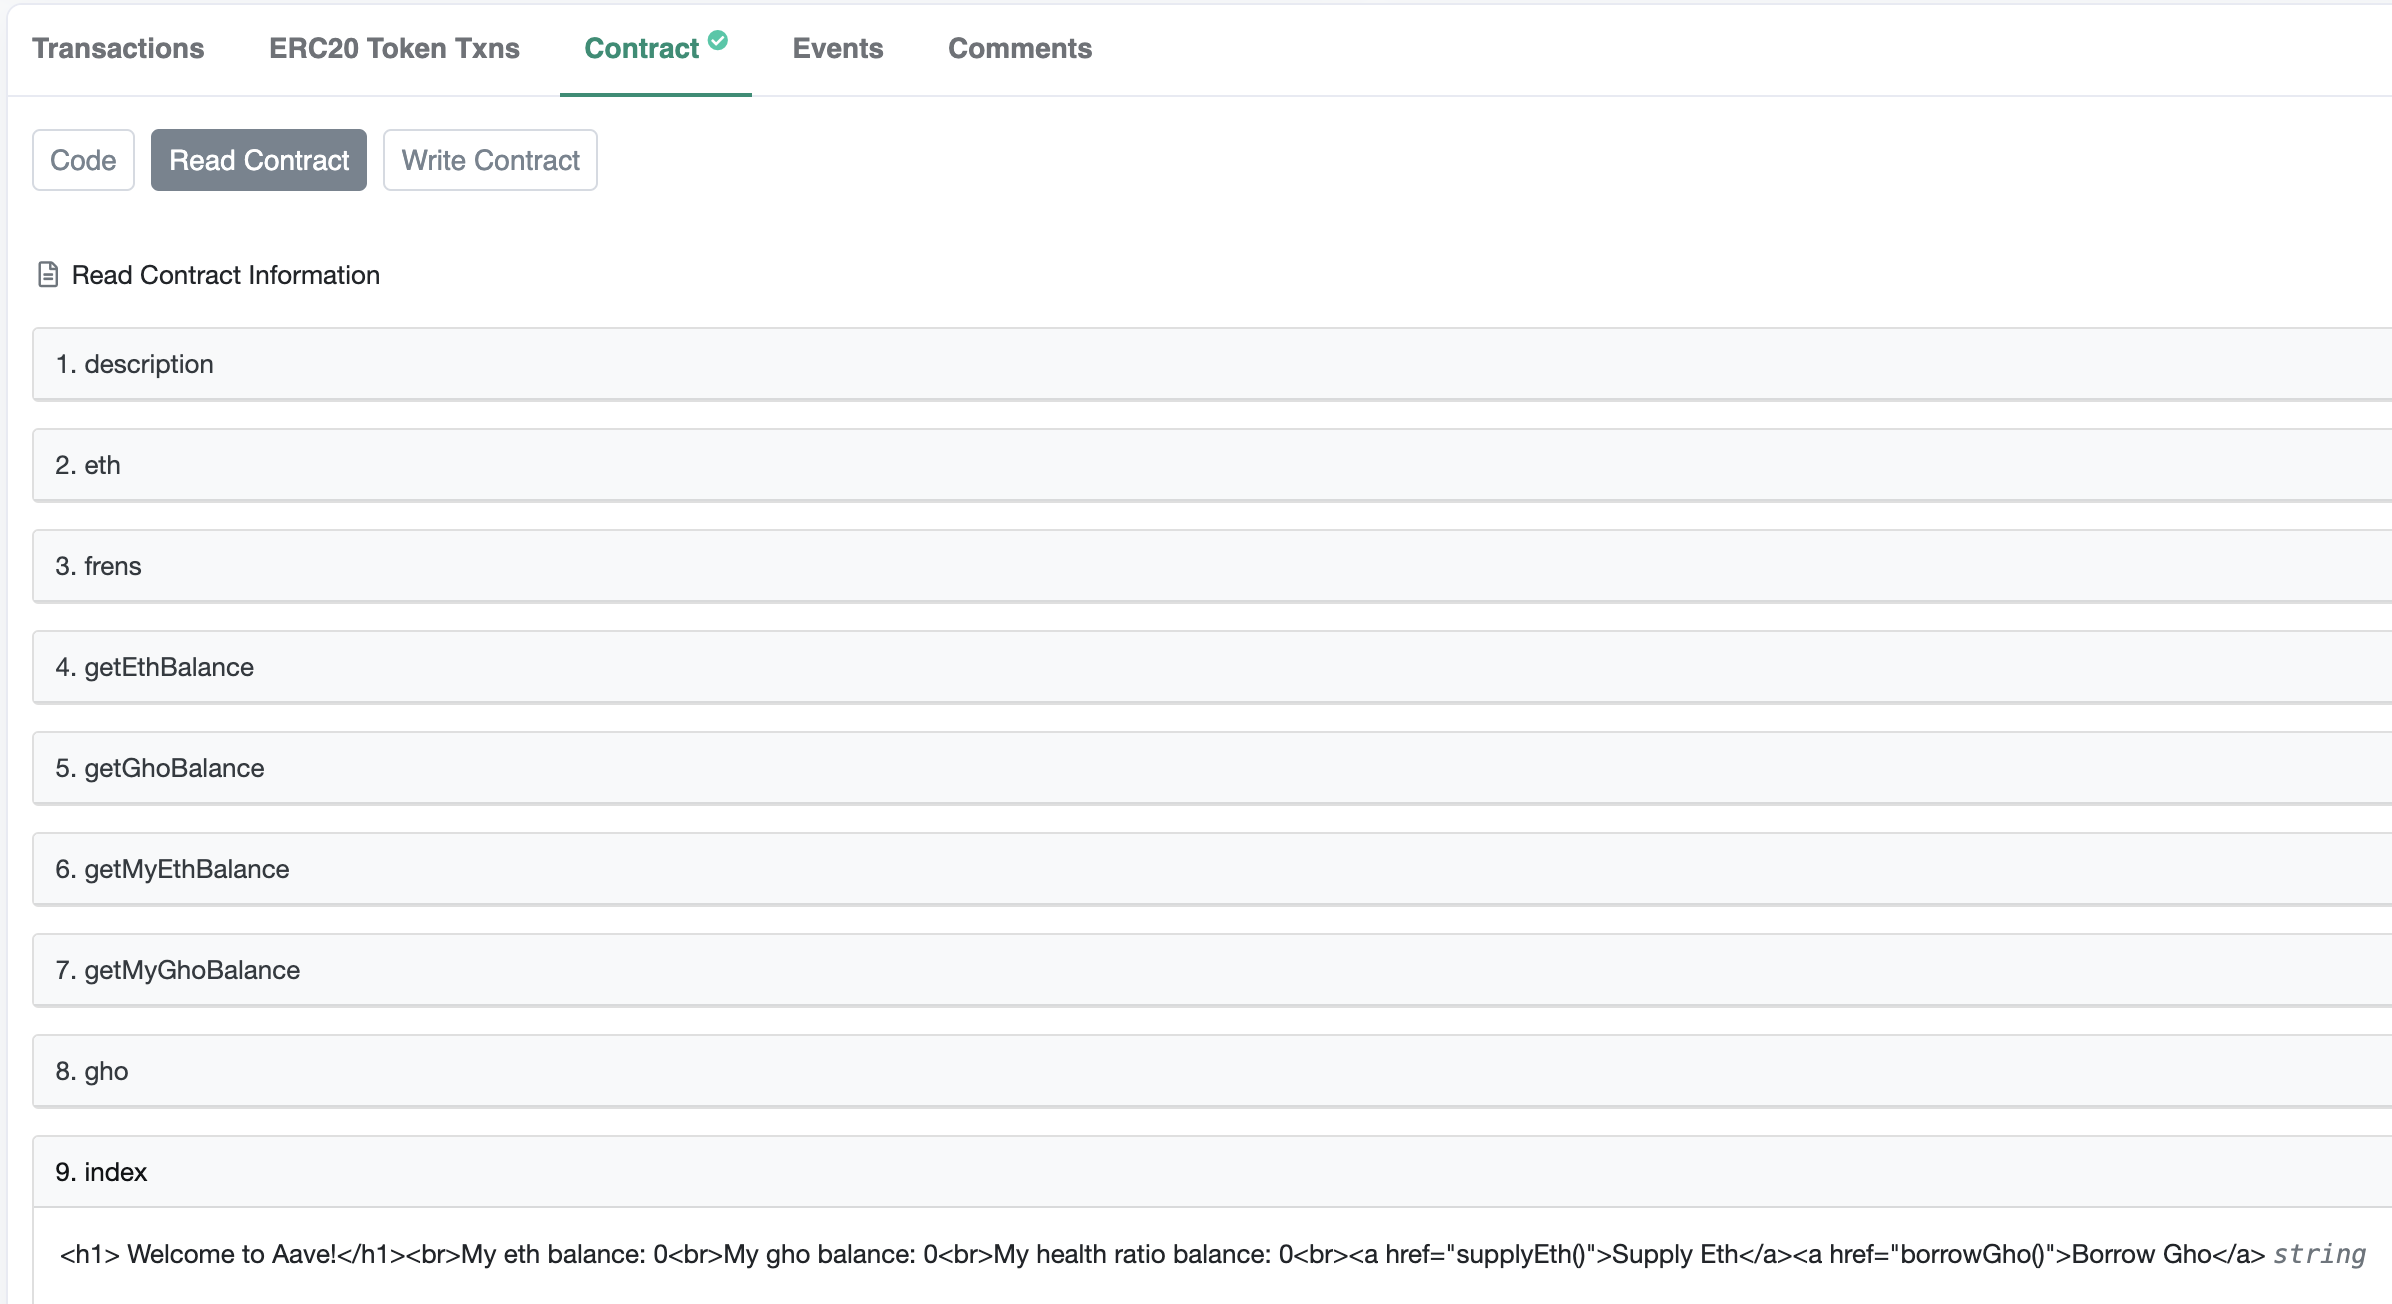 Transactions ERC20 Token Txns Contract Events Comments
Code Read Contract Write Contract
Read Contract Information
1. description
2. eth
3. frens
4. getEthBalance
5. getGhoBalance
6. getMyEthBalance
7. getMyGhoBalance
8. gho
9. index
<h1> Welcome to Aave!</h1><br>My eth balance: 0<br>My gho balance: 0<br>My health ratio balance: 0<br><a href="supplyEth()">Supply Eth</a><a href="borrowGho()">Borrow Gho</a> string